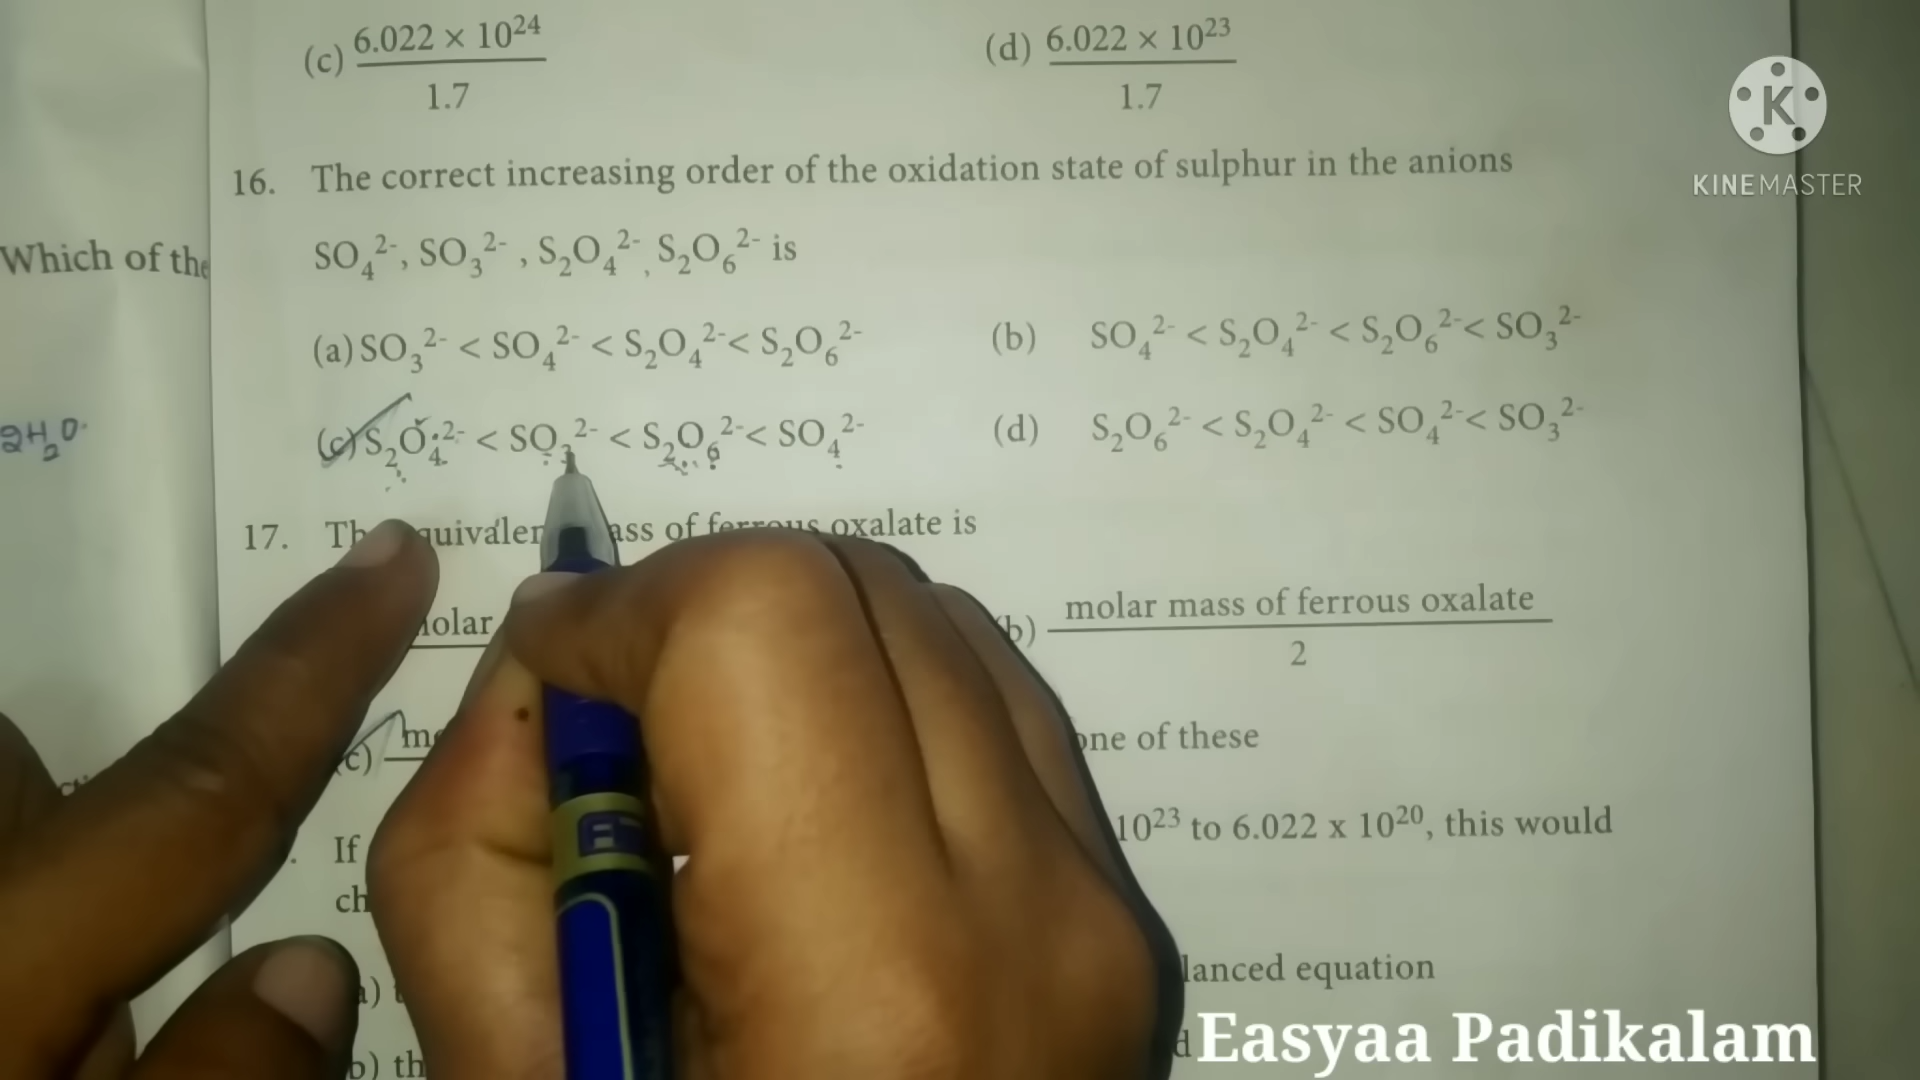 (c) 6.022 × 10²⁴ / 1.7
(d) 6.022 × 10²³ / 1.7
K
KINEMASTER
16. The correct increasing order of the oxidation state of sulphur in the anions
SO₄²⁻, SO₃²⁻ , S₂O₄²⁻, S₂O₆²⁻ is
Which of the
(a) SO₃²⁻ < SO₄²⁻ < S₂O₄²⁻ < S₂O₆²⁻
(b) SO₄²⁻ < S₂O₄²⁻ < S₂O₆²⁻ < SO₃²⁻
2H₂O
(c) S₂O₄²⁻ < SO₃²⁻ < S₂O₆²⁻ < SO₄²⁻
(d) S₂O₆²⁻ < S₂O₄²⁻ < SO₄²⁻ < SO₃²⁻
17. of ferrous oxalate is
(b) molar mass of ferrous oxalate / 2
(c)
of these
If
10²³ to 6.022 x 10²⁰, this would
equation
b)
Easyaa Padikalam